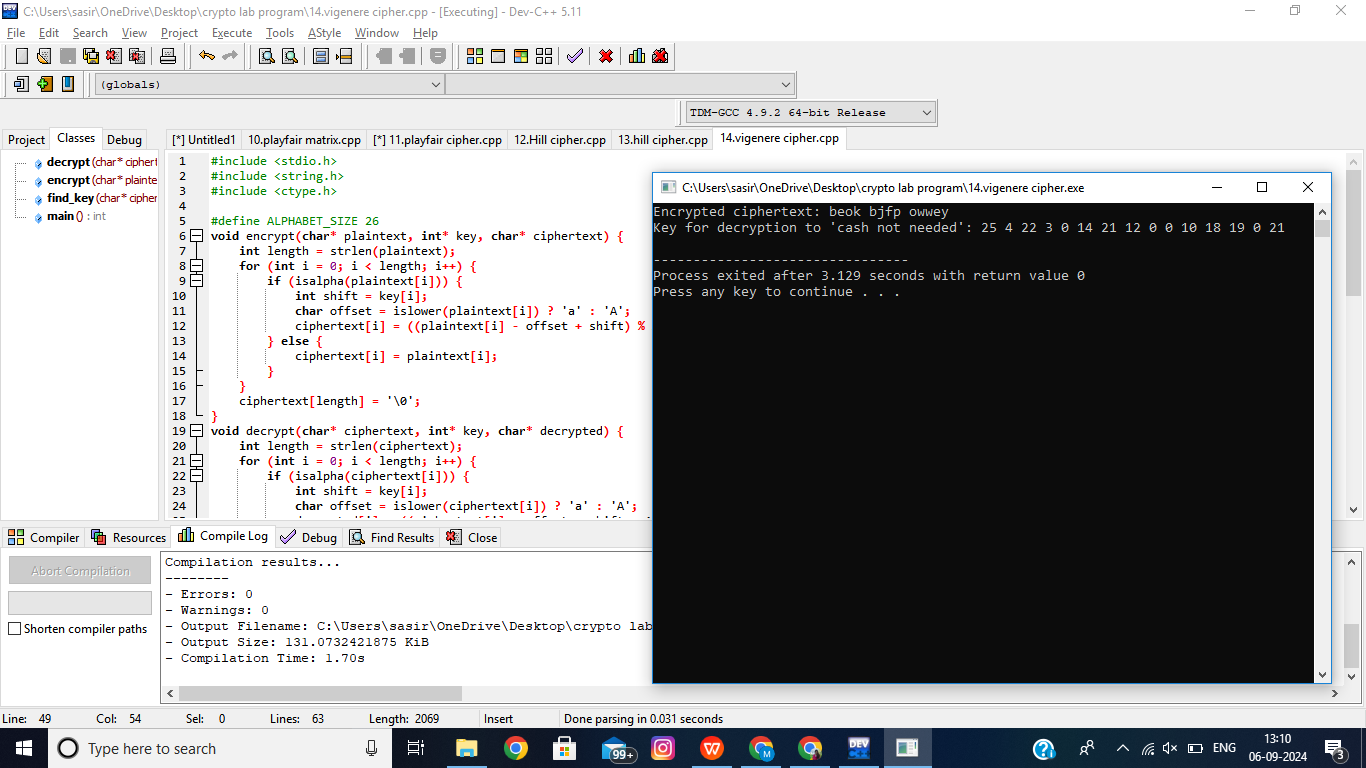 C:\Users\sasir\OneDrive\Desktop\crypto lab program\14.vigenere cipher.cpp - [Executing] - Dev-C++ 5.11
File Edit Search View Project Execute Tools AStyle Window Help
(globals)
TDM-GCC 4.9.2 64-bit Release
Project Classes Debug
[*] Untitled1 10.playfair matrix.cpp [*] 11.playfair cipher.cpp 12.Hill cipher.cpp 13.hill cipher.cpp 14.vigenere cipher.cpp
decrypt (char* ciphert
encrypt (char* plainte
find_key (char* cipher
main () : int
1 #include <stdio.h>
2 #include <string.h>
3 #include <ctype.h>
4
5 #define ALPHABET_SIZE 26
6 void encrypt(char* plaintext, int* key, char* ciphertext) {
7 int length = strlen(plaintext);
8 for (int i = 0; i < length; i++) {
9 if (isalpha(plaintext[i])) {
10 int shift = key[i];
11 char offset = islower(plaintext[i]) ? 'a' : 'A';
12 ciphertext[i] = ((plaintext[i] - offset + shift) %
13 } else {
14 ciphertext[i] = plaintext[i];
15 }
16 }
17 ciphertext[length] = '\0';
18 }
19 void decrypt(char* ciphertext, int* key, char* decrypted) {
20 int length = strlen(ciphertext);
21 for (int i = 0; i < length; i++) {
22 if (isalpha(ciphertext[i])) {
23 int shift = key[i];
24 char offset = islower(ciphertext[i]) ? 'a' : 'A';
C:\Users\sasir\OneDrive\Desktop\crypto lab program\14.vigenere cipher.exe
Encrypted ciphertext: beok bjfp owwey
Key for decryption to 'cash not needed': 25 4 22 3 0 14 21 12 0 0 10 18 19 0 21
--------------------------------
Process exited after 3.129 seconds with return value 0
Press any key to continue . . .
Compiler Resources Compile Log Debug Find Results Close
Abort Compilation
Shorten compiler paths
Compilation results...
--------
- Errors: 0
- Warnings: 0
- Output Filename: C:\Users\sasir\OneDrive\Desktop\crypto lab
- Output Size: 131.0732421875 KiB
- Compilation Time: 1.70s
Line: 49 Col: 54 Sel: 0 Lines: 63 Length: 2069 Insert Done parsing in 0.031 seconds
Type here to search
99+
DEV
M
ENG
13:10
06-09-2024
3